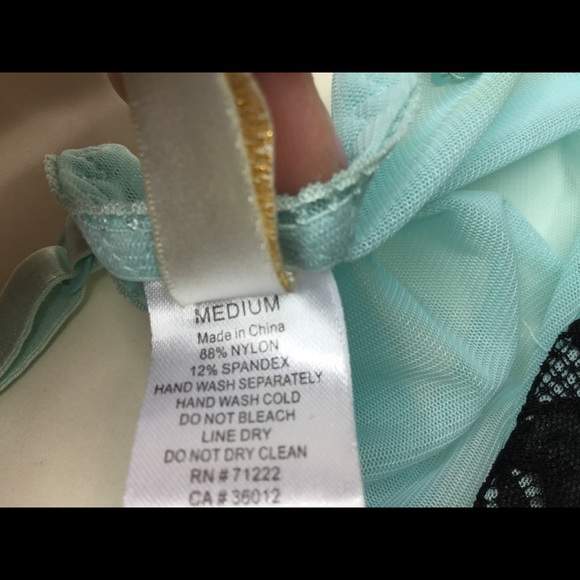 MEDIUM
Made in China
88% NYLON
12% SPANDEX
HAND WASH SEPARATELY
HAND WASH COLD
DO NOT BLEACH
LINE DRY
DO NOT DRY CLEAN
RN # 71222
CA # 36012